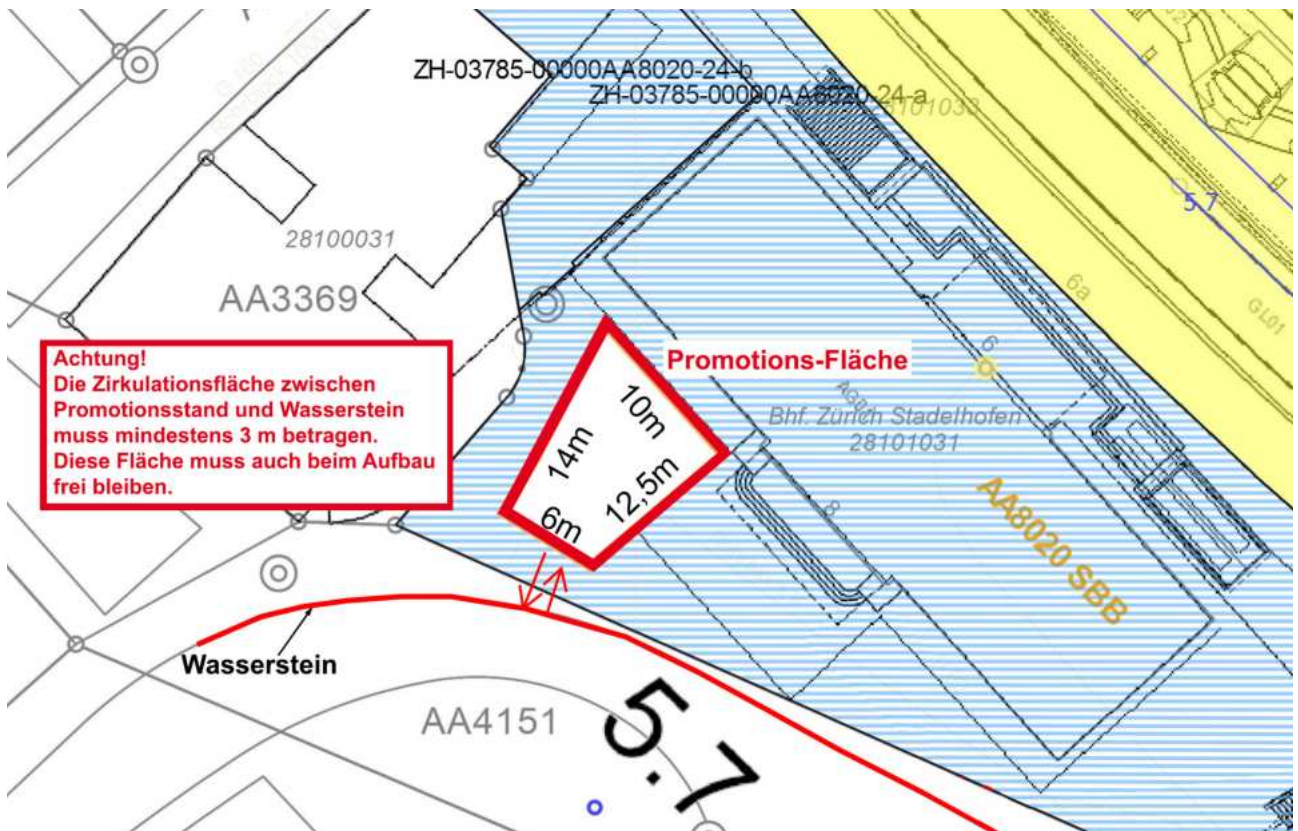 ZH-03785-00000AA8020-24-b
ZH-03785-00000AA8020-24-a
28101033
28100031
AA3369
5.7
6a
GL01
6
Achtung!
Die Zirkulationsfläche zwischen
Promotionsstand und Wasserstein
muss mindestens 3 m betragen.
Diese Fläche muss auch beim Aufbau
frei bleiben.
Promotions-Fläche
10m
14m
12,5m
6m
Bhf. Zürich Stadelhofen
28101031
8
AA8020 SBB
Wasserstein
AA4151
5.7